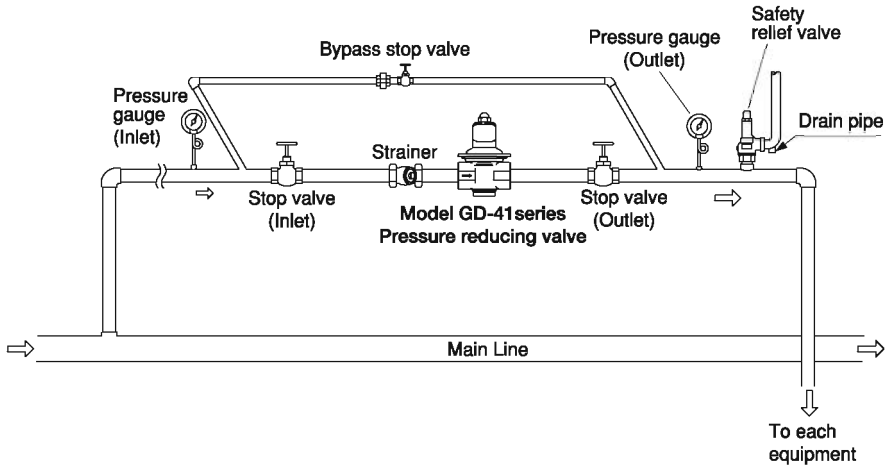 Safety
relief valve
Bypass stop valve
Pressure gauge
(Outlet)
Pressure
gauge
(Inlet)
Drain pipe
Strainer
Stop valve
(Inlet)
Model GD-41series
Pressure reducing valve
Stop valve
(Outlet)
Main Line
To each
equipment